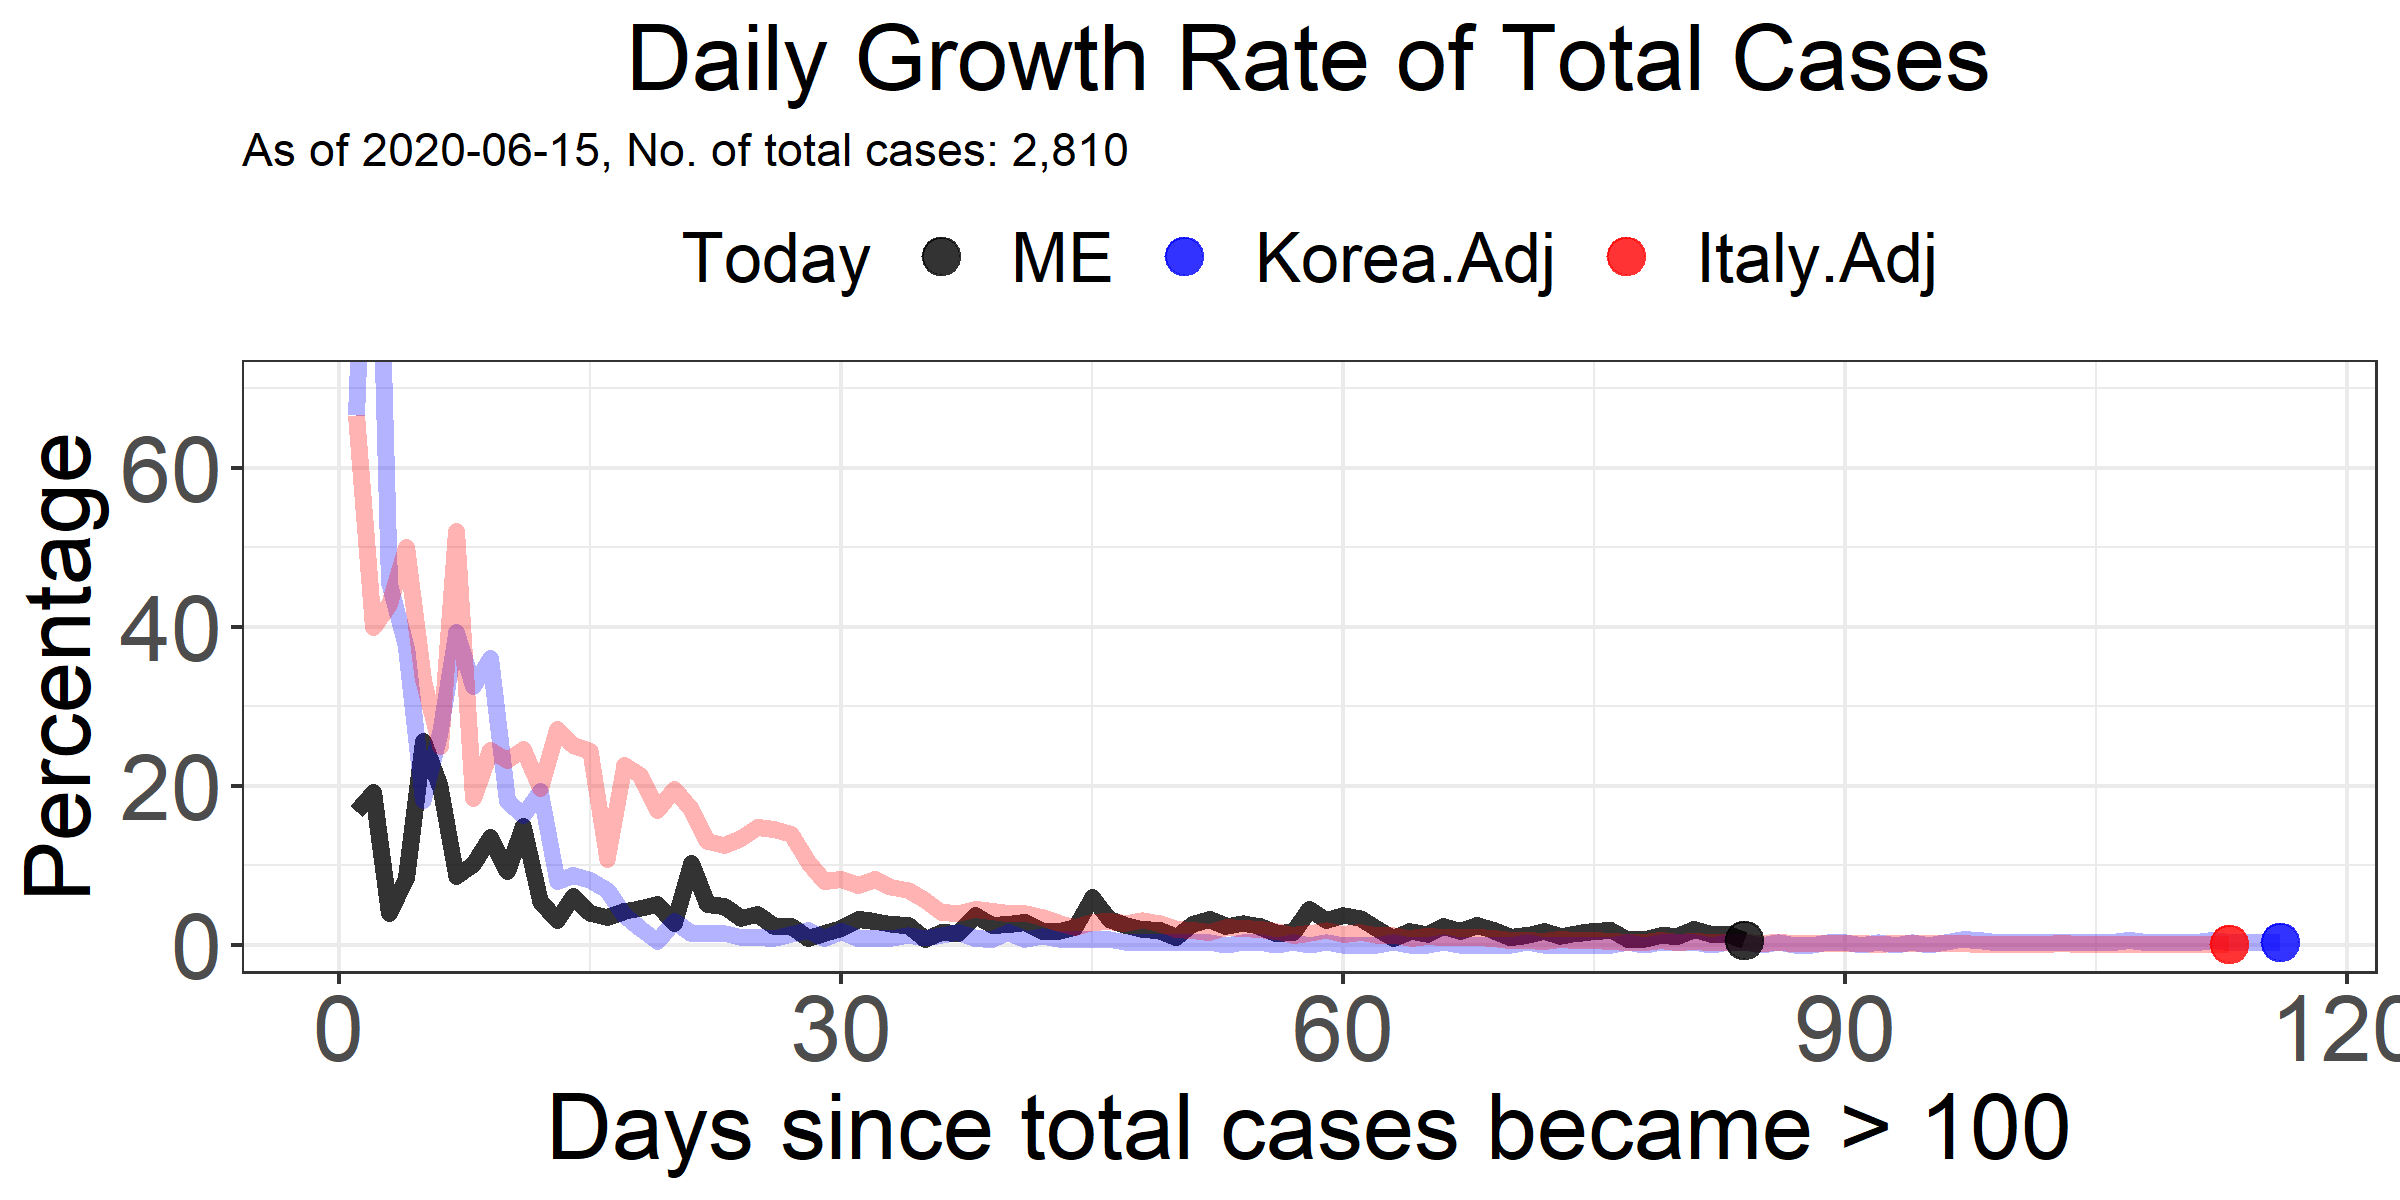 Daily Growth Rate of Total Cases
As of 2020-06-15, No. of total cases: 2,810
Today ME Korea.Adj Italy.Adj
Percentage
60
40
20
0
0 30 60 90 120
Days since total cases became > 100